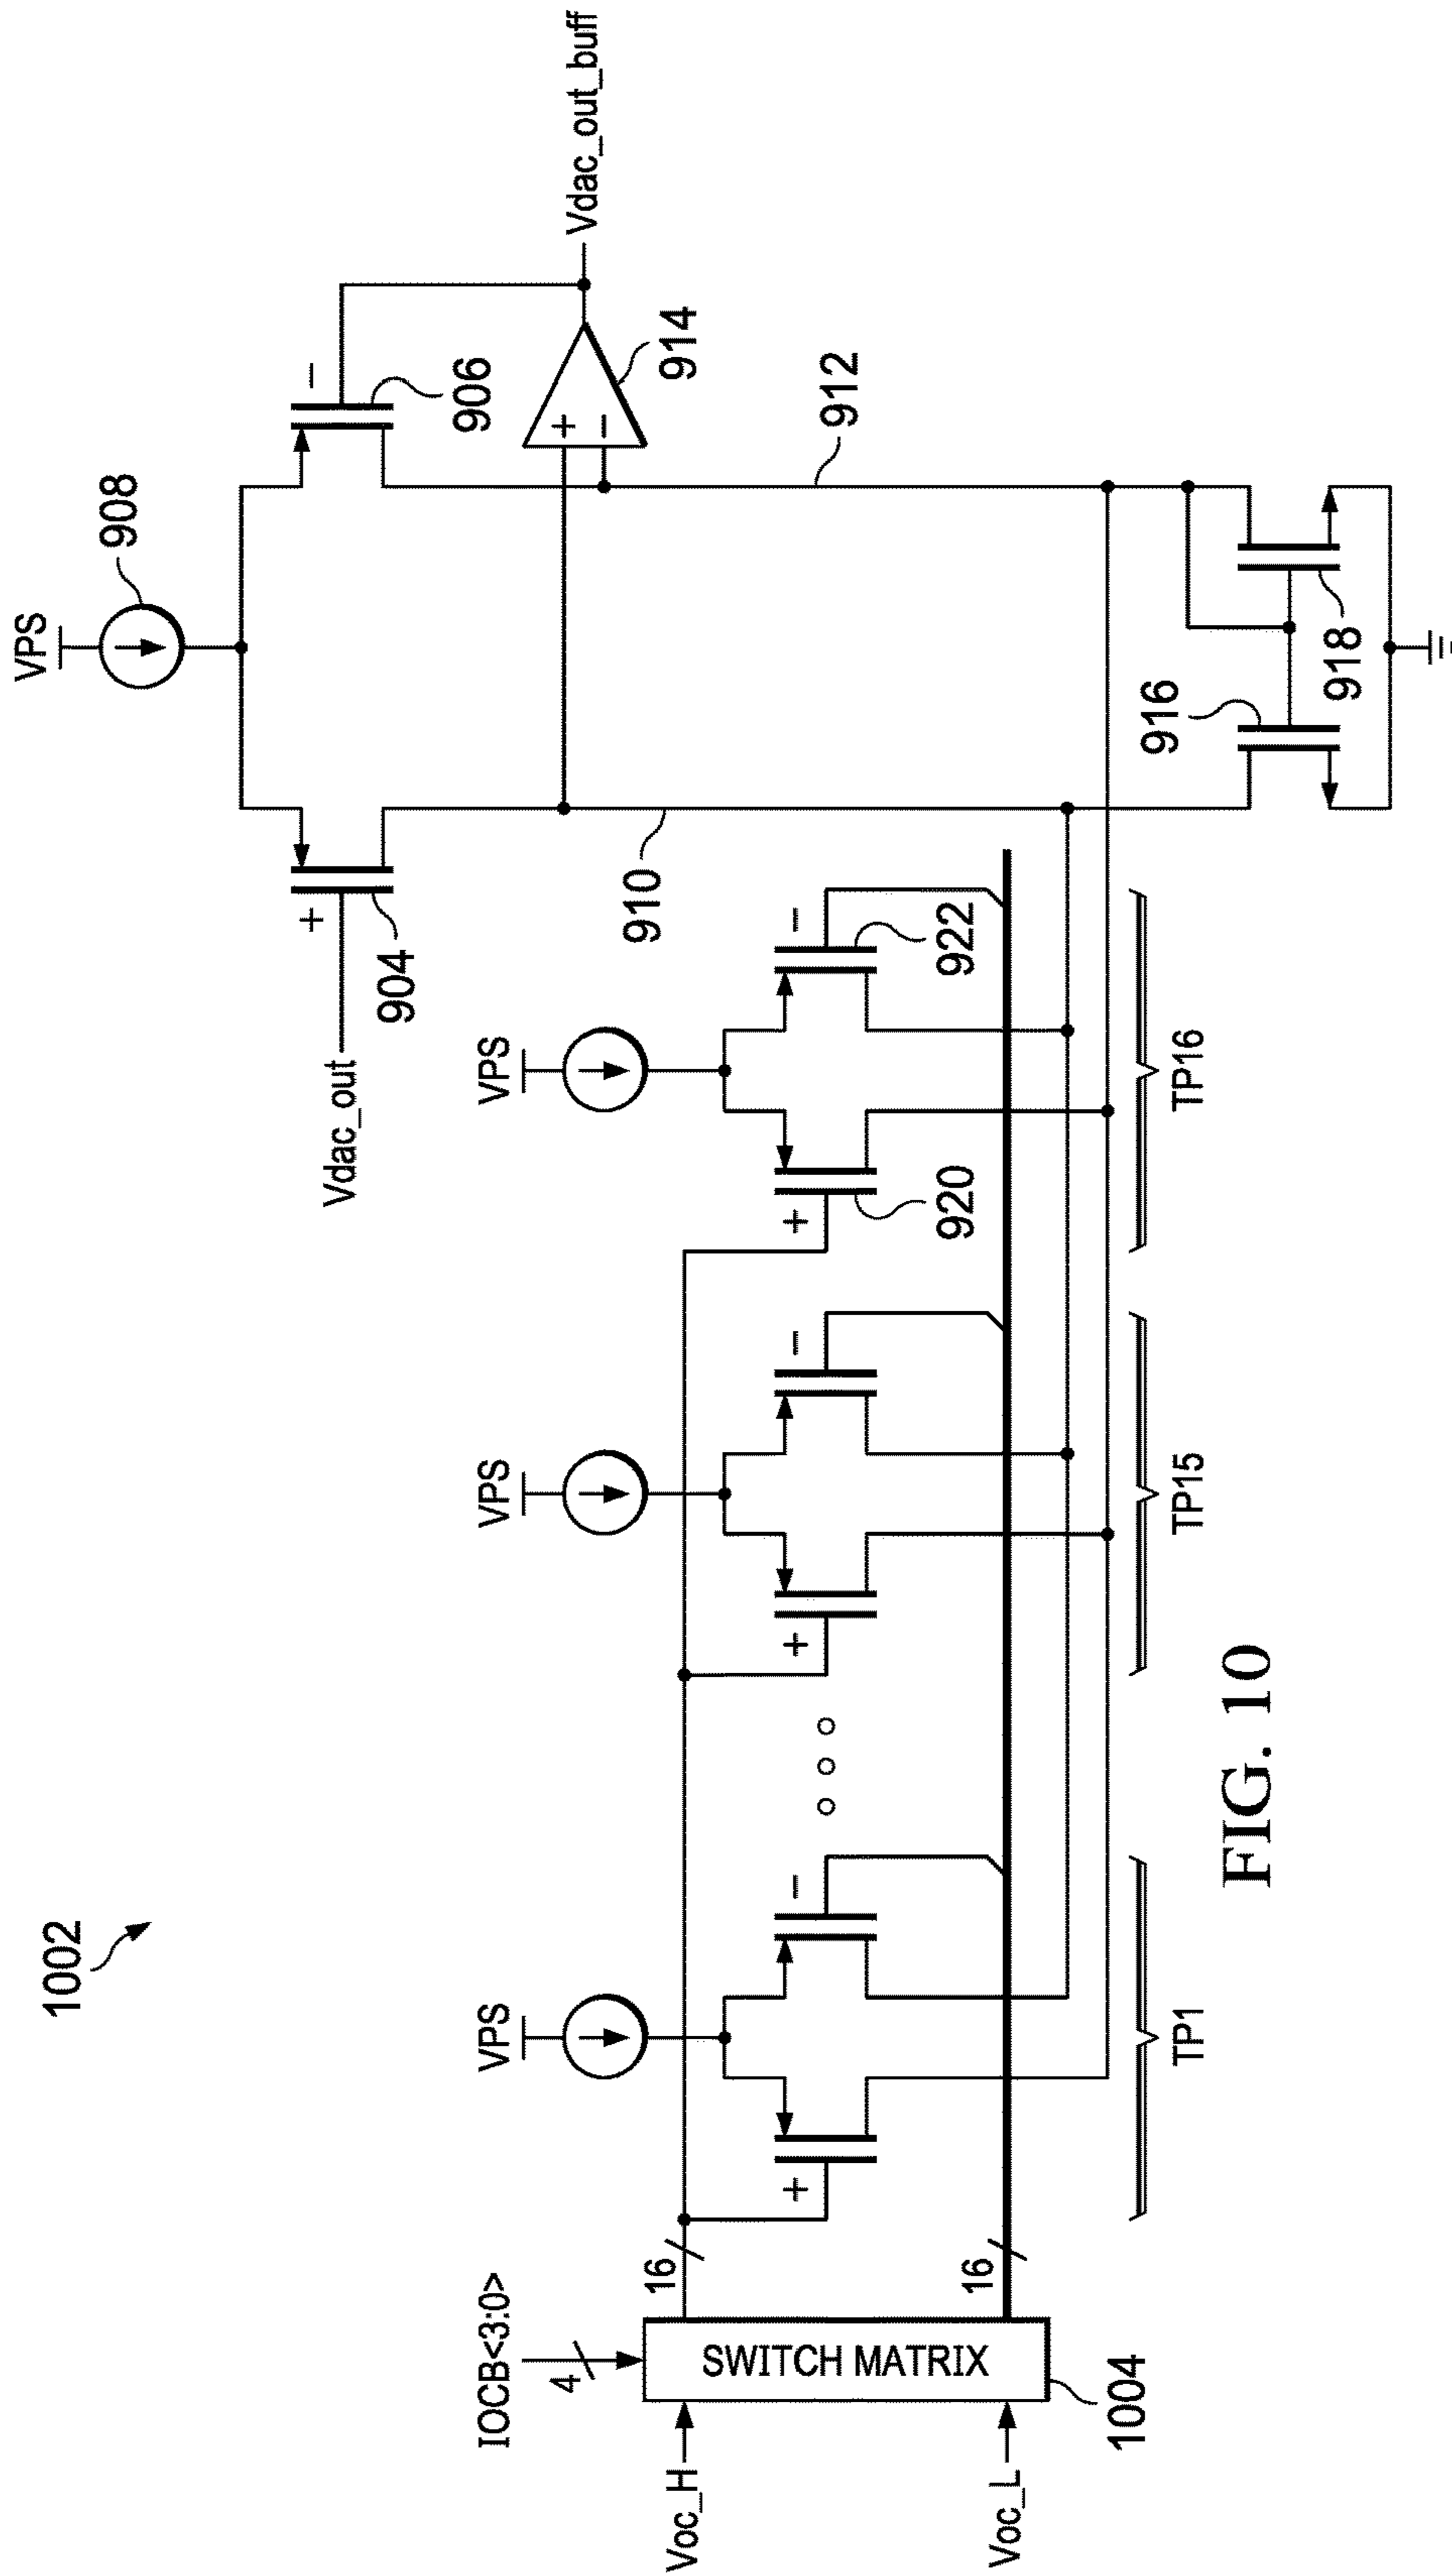 1002
VPS
908
+
904
Vdac_out
-
906
Vdac_out_buff
+
-
914
910
912
916
918
IOCB<3:0>
4
Voc_H
Voc_L
SWITCH MATRIX
1004
16
16
VPS
+
-
TP1
VPS
+
-
TP15
VPS
+
-
920
922
TP16
FIG. 10